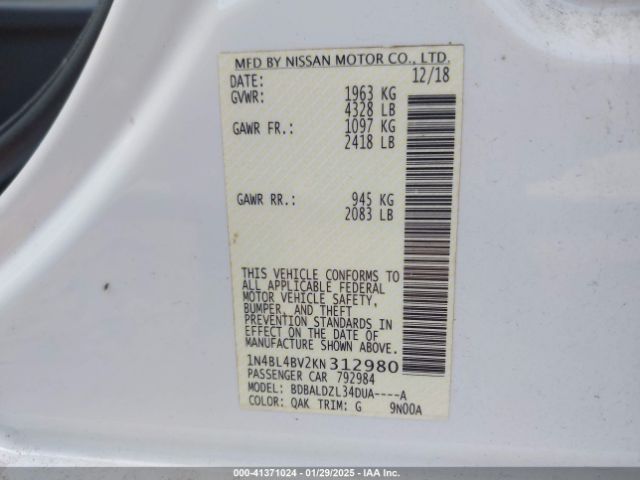 MFD BY NISSAN MOTOR CO., LTD.
DATE: 12/18
GVWR: 1963 KG
4328 LB
GAWR FR.: 1097 KG
2418 LB
GAWR RR.: 945 KG
2083 LB
THIS VEHICLE CONFORMS TO
ALL APPLICABLE FEDERAL
MOTOR VEHICLE SAFETY,
BUMPER, AND THEFT
PREVENTION STANDARDS IN
EFFECT ON THE DATE OF
MANUFACTURE SHOWN ABOVE.
1N4BL4BV2KN312980
PASSENGER CAR 792984
MODEL: BDBALDZL34DUA----A
COLOR: QAK TRIM: G 9N00A
000-41371024 - 01/29/2025 - IAA Inc.